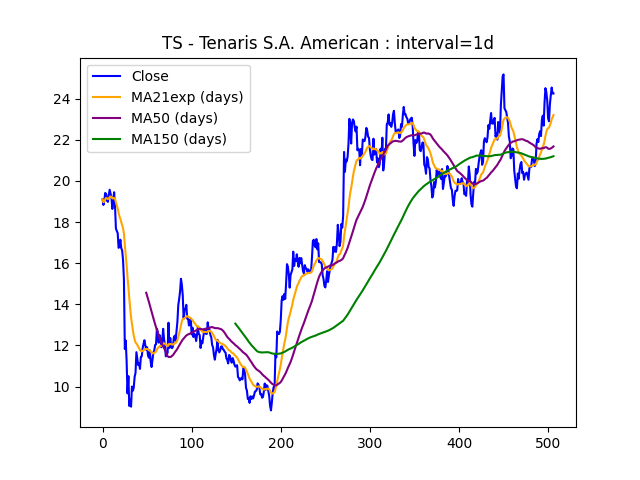 TS - Tenaris S.A. American : interval=1d
Close
MA21exp (days)
MA50 (days)
MA150 (days)
24
22
20
18
16
14
12
10
0 100 200 300 400 500